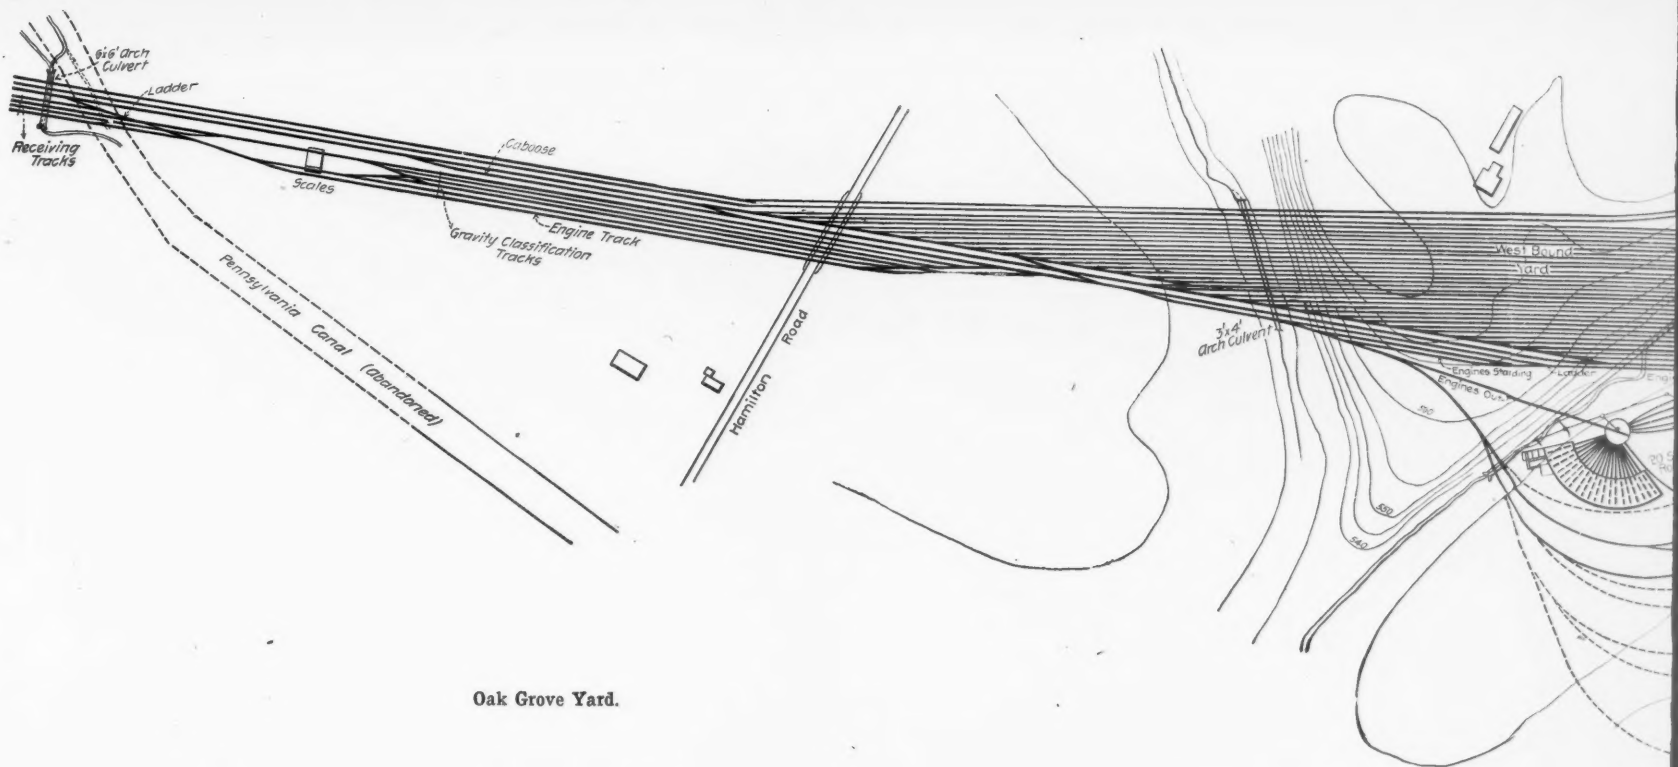 6'x6' Arch
Culvert
Ladder
Receiving
Tracks
Scales
Caboose
Engine Track
Gravity Classification
Tracks
Pennsylvania Canal (abandoned)
Hamilton Road
West Bound
Yard
3'x4'
Arch Culvert
Engines Standing
Ladder
Engines Out
550
540
Oak Grove Yard.